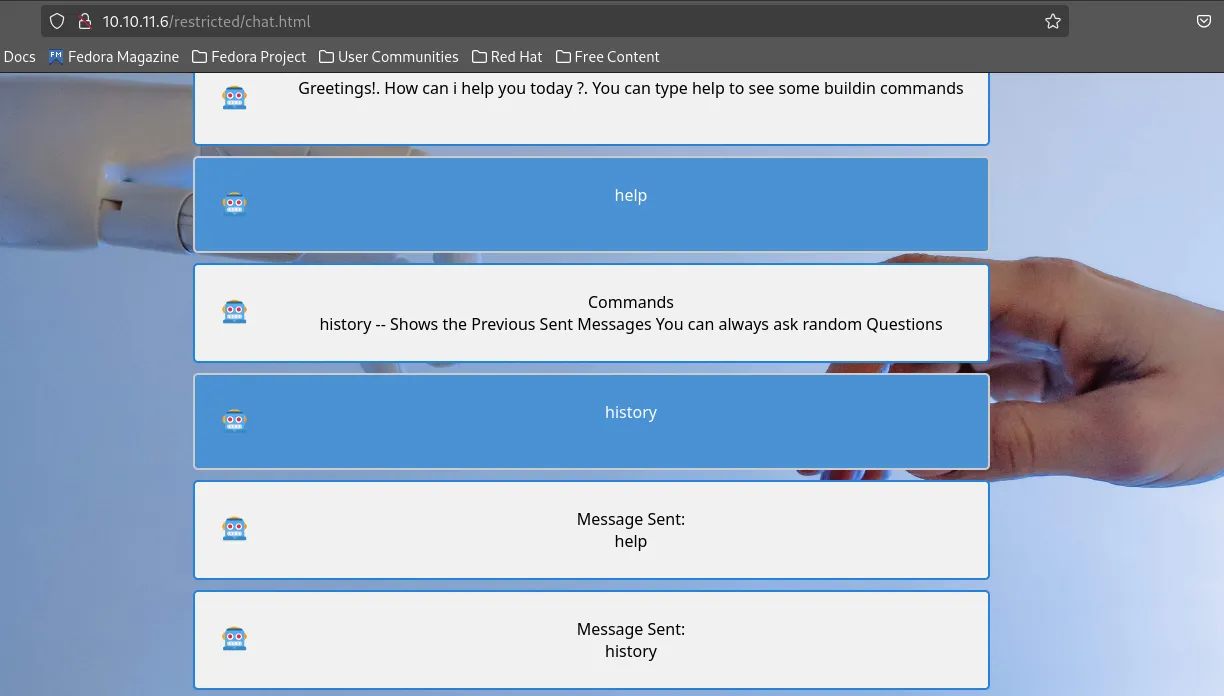 10.10.11.6/restricted/chat.html
Docs Fedora Magazine Fedora Project User Communities Red Hat Free Content
Greetings!. How can i help you today ?. You can type help to see some buildin commands
help
Commands
history -- Shows the Previous Sent Messages You can always ask random Questions
history
Message Sent:
help
Message Sent:
history